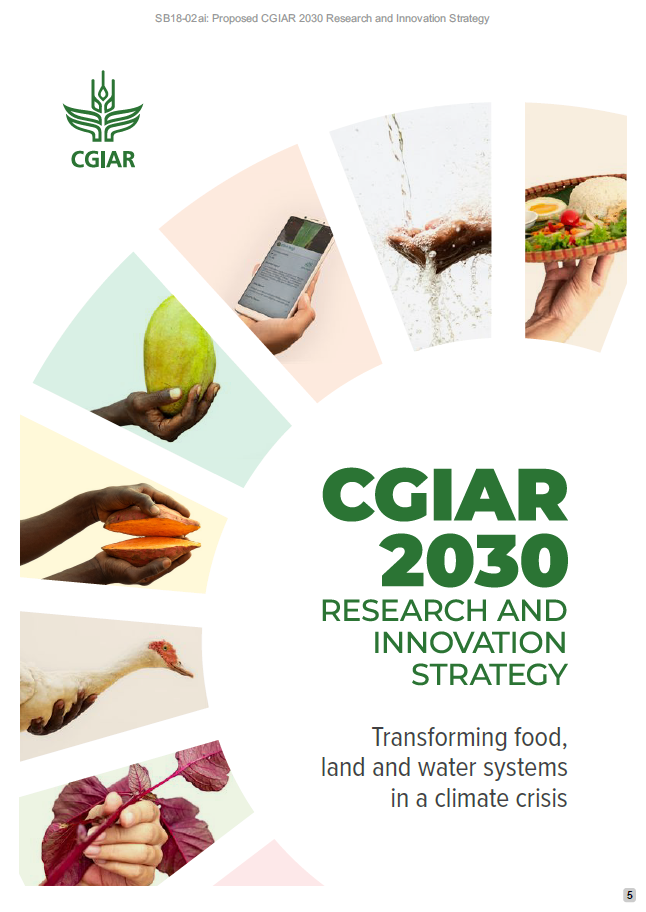 SB18-02ai: Proposed CGIAR 2030 Research and Innovation Strategy
CGIAR
CGIAR
2030
RESEARCH AND
INNOVATION
STRATEGY
Transforming food,
land and water systems
in a climate crisis
5